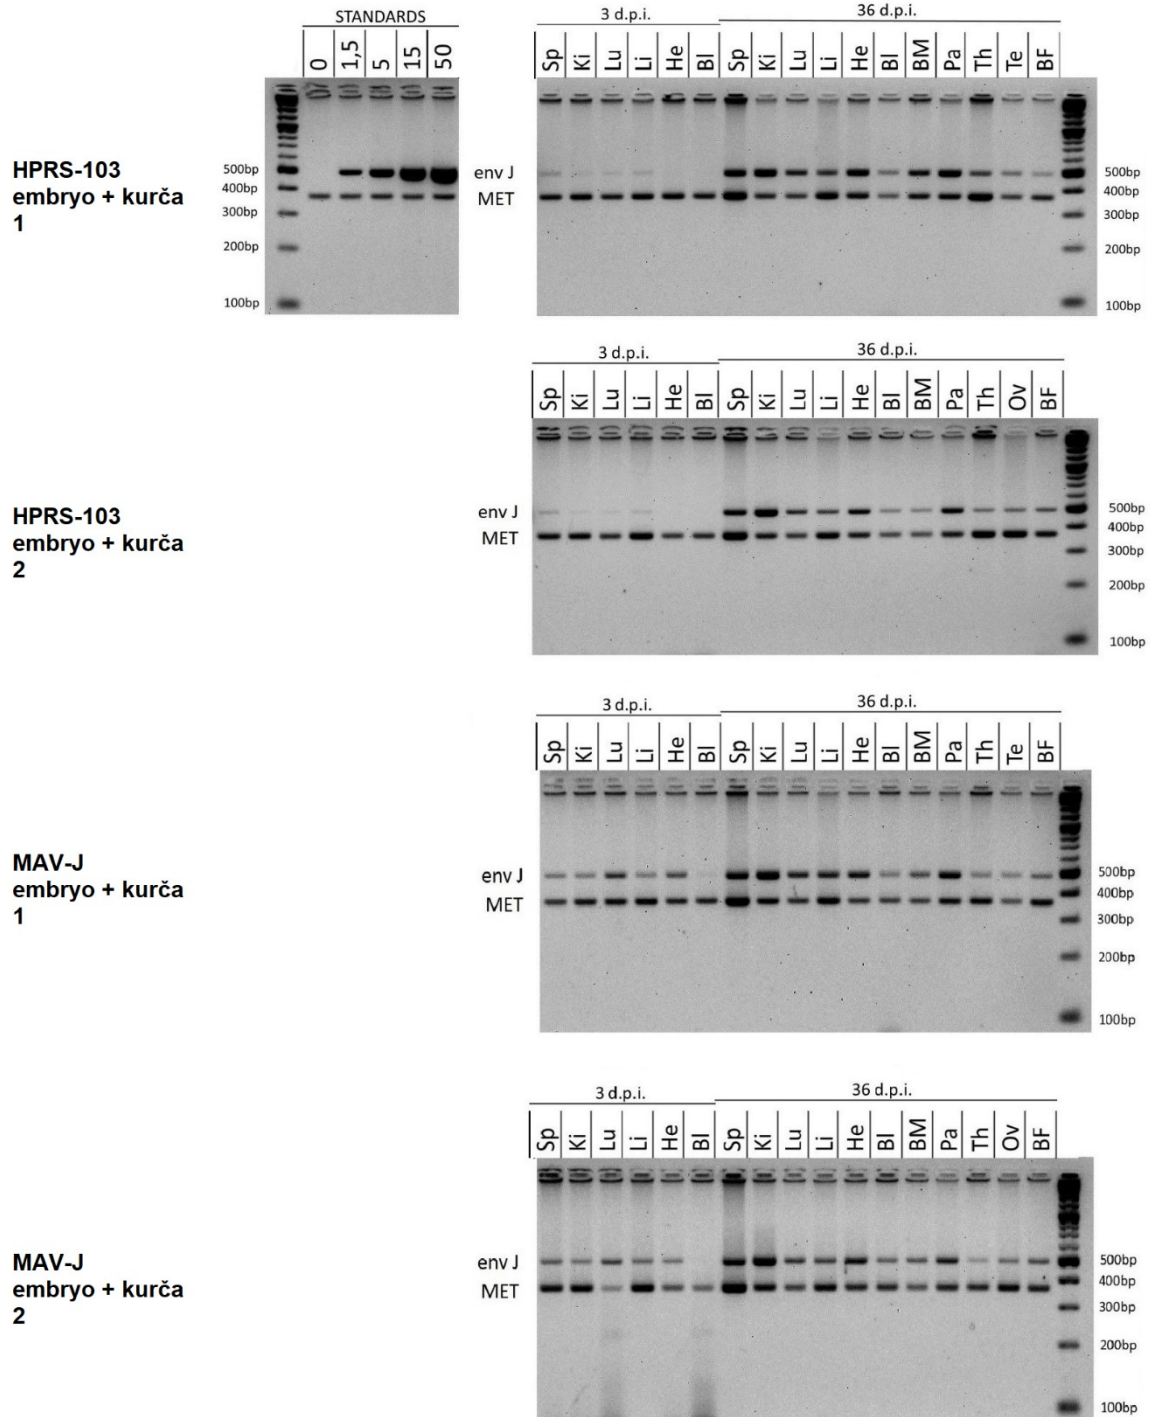 STANDARDS
0 1,5 5 15 50
3 d.p.i. 36 d.p.i.
Sp Ki Lu Li He Bl Sp Ki Lu Li He Bl BM Pa Th Te BF
HPRS-103
embryo + kurča
1
500bp
400bp
300bp
200bp
100bp
env J
MET
500bp
400bp
300bp
200bp
100bp
3 d.p.i. 36 d.p.i.
Sp Ki Lu Li He Bl Sp Ki Lu Li He Bl BM Pa Th Ov BF
HPRS-103
embryo + kurča
2
env J
MET
500bp
400bp
300bp
200bp
100bp
3 d.p.i. 36 d.p.i.
Sp Ki Lu Li He Bl Sp Ki Lu Li He Bl BM Pa Th Te BF
MAV-J
embryo + kurča
1
env J
MET
500bp
400bp
300bp
200bp
100bp
3 d.p.i. 36 d.p.i.
Sp Ki Lu Li He Bl Sp Ki Lu Li He Bl BM Pa Th Ov BF
MAV-J
embryo + kurča
2
env J
MET
500bp
400bp
300bp
200bp
100bp